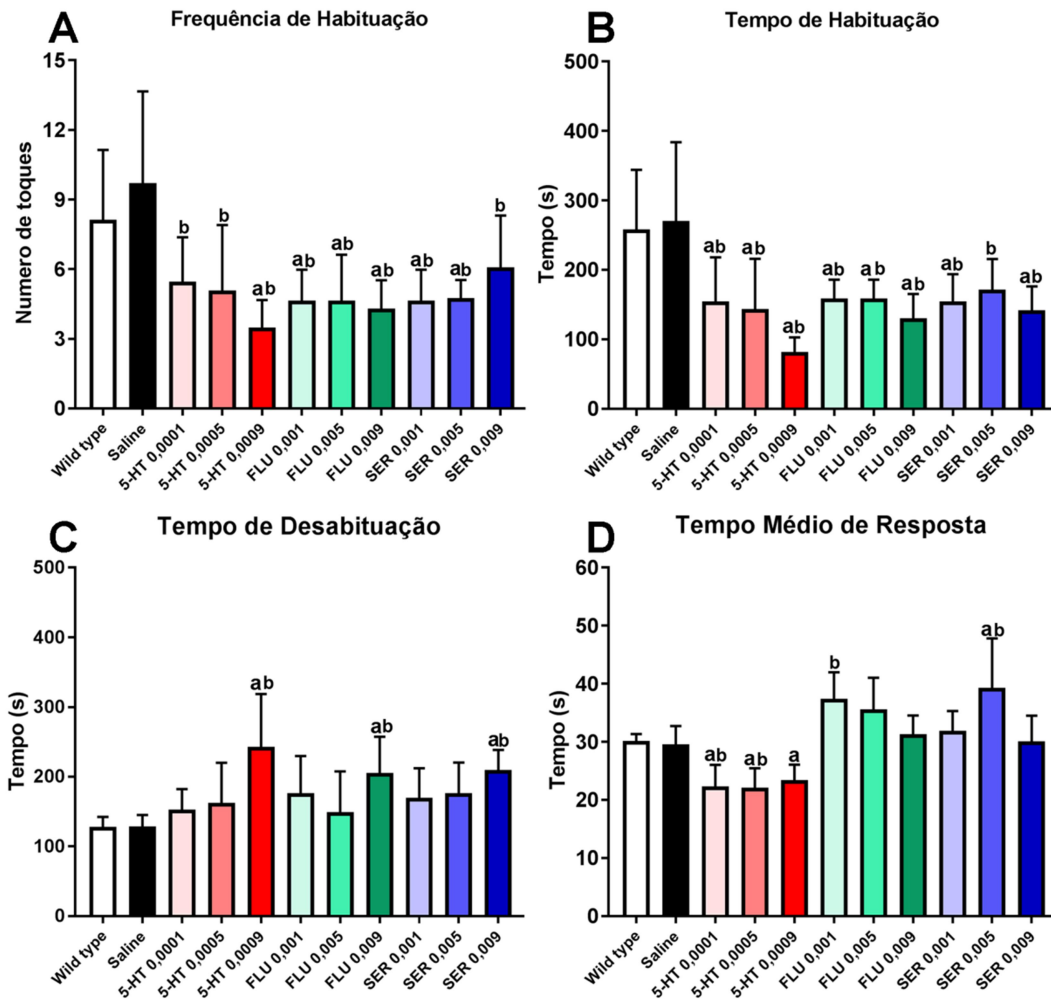 A
Frequência de Habituação
Numero de toques
15
12
9
6
3
0
b
b
ab
ab
ab
ab
ab
ab
b
Wild type
Saline
5-HT 0,0001
5-HT 0,0005
5-HT 0,0009
FLU 0,001
FLU 0,005
FLU 0,009
SER 0,001
SER 0,005
SER 0,009
B
Tempo de Habituação
Tempo (s)
500
400
300
200
100
0
ab
ab
ab
ab
ab
ab
ab
b
ab
Wild type
Saline
5-HT 0,0001
5-HT 0,0005
5-HT 0,0009
FLU 0,001
FLU 0,005
FLU 0,009
SER 0,001
SER 0,005
SER 0,009
C
Tempo de Desabituação
Tempo (s)
500
400
300
200
100
0
ab
ab
ab
Wild type
Saline
5-HT 0,0001
5-HT 0,0005
5-HT 0,0009
FLU 0,001
FLU 0,005
FLU 0,009
SER 0,001
SER 0,005
SER 0,009
D
Tempo Médio de Resposta
Tempo (s)
60
50
40
30
20
10
0
ab
ab
a
b
ab
Wild type
Saline
5-HT 0,0001
5-HT 0,0005
5-HT 0,0009
FLU 0,001
FLU 0,005
FLU 0,009
SER 0,001
SER 0,005
SER 0,009